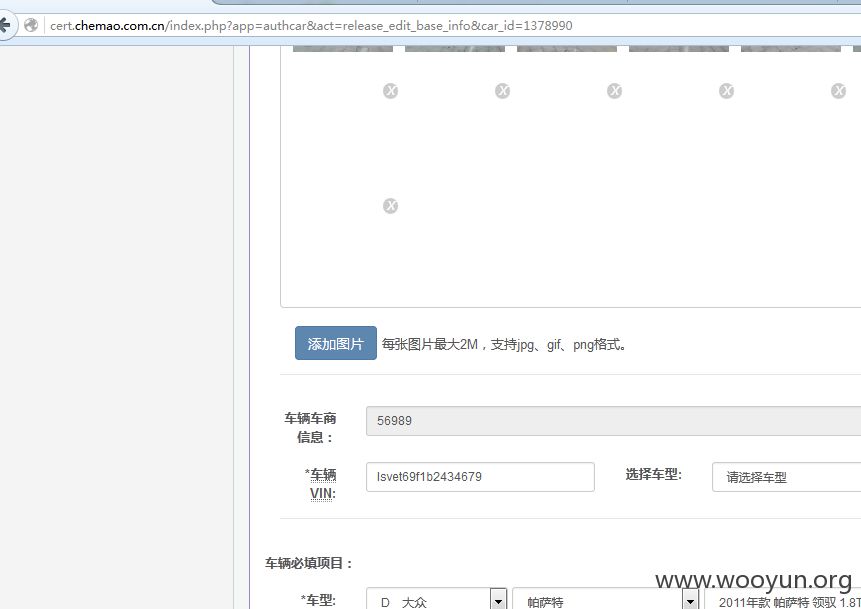 cert.chemao.com.cn/index.php?app=authcar&act=release_edit_base_info&car_id=1378990
X X X X X
X
添加图片 每张图片最大2M，支持jpg、gif、png格式。
车辆车商
信息：
56989
*车辆
VIN:
lsvet69f1b2434679
选择车型:
请选择车型
车辆必填项目：
www.wooyun.org
*车型:
D 大众
帕萨特
2011年款 帕萨特 领驭 1.8T